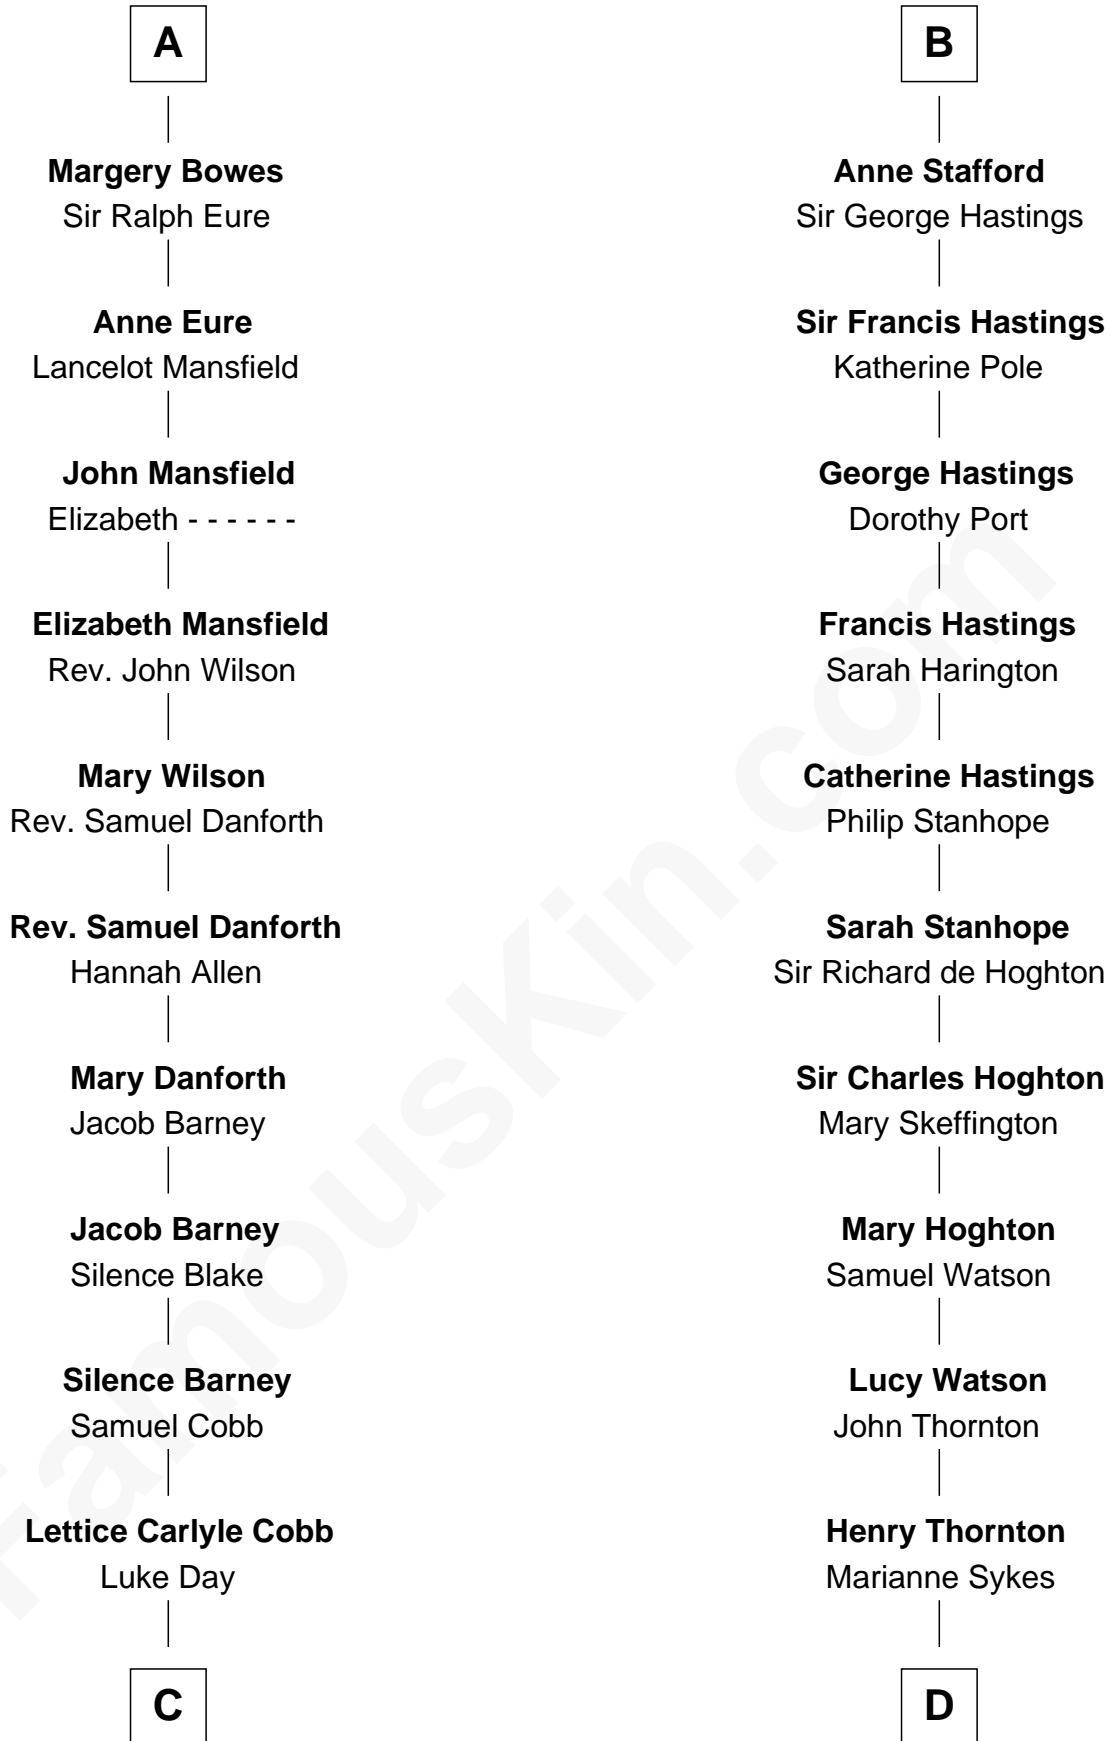 A
Margery Bowes
Sir Ralph Eure
Anne Eure
Lancelot Mansfield
John Mansfield
Elizabeth - - - - - -
Elizabeth Mansfield
Rev. John Wilson
Mary Wilson
Rev. Samuel Danforth
Rev. Samuel Danforth
Hannah Allen
Mary Danforth
Jacob Barney
Jacob Barney
Silence Blake
Silence Barney
Samuel Cobb
Lettice Carlyle Cobb
Luke Day
C
B
Anne Stafford
Sir George Hastings
Sir Francis Hastings
Katherine Pole
George Hastings
Dorothy Port
Francis Hastings
Sarah Harington
Catherine Hastings
Philip Stanhope
Sarah Stanhope
Sir Richard de Hoghton
Sir Charles Hoghton
Mary Skeffington
Mary Hoghton
Samuel Watson
Lucy Watson
John Thornton
Henry Thornton
Marianne Sykes
D
FamousKin.com